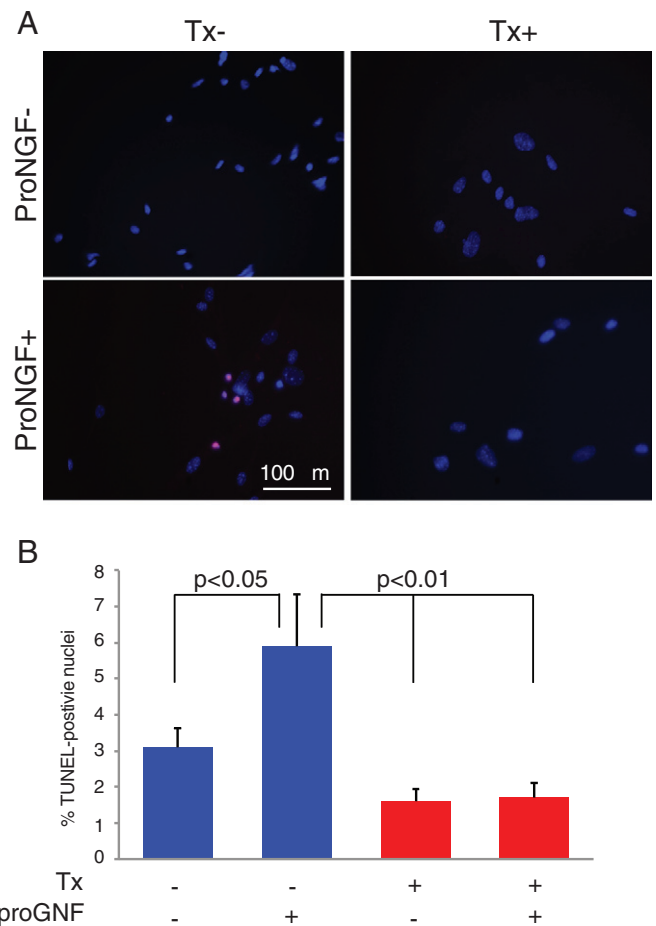 A
Tx- Tx+
ProNGF-
ProNGF+
100 m
B
8
7
6
5
4
3
2
1
0
% TUNEL-postivie nuclei
p<0.05 p<0.01
Tx - - + +
proGNF - + - +